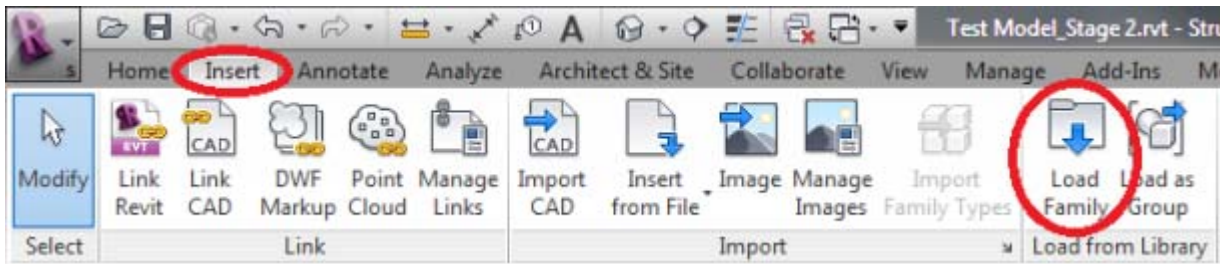 Test Model_Stage 2.rvt - Stru
Home Insert Annotate Analyze Architect & Site Collaborate View Manage Add-Ins M
Modify
Link Revit
Link CAD
DWF Markup
Point Cloud
Manage Links
Import CAD
Insert from File
Image
Manage Images
Import Family Types
Load Family
Load as Group
Select Link Import Load from Library